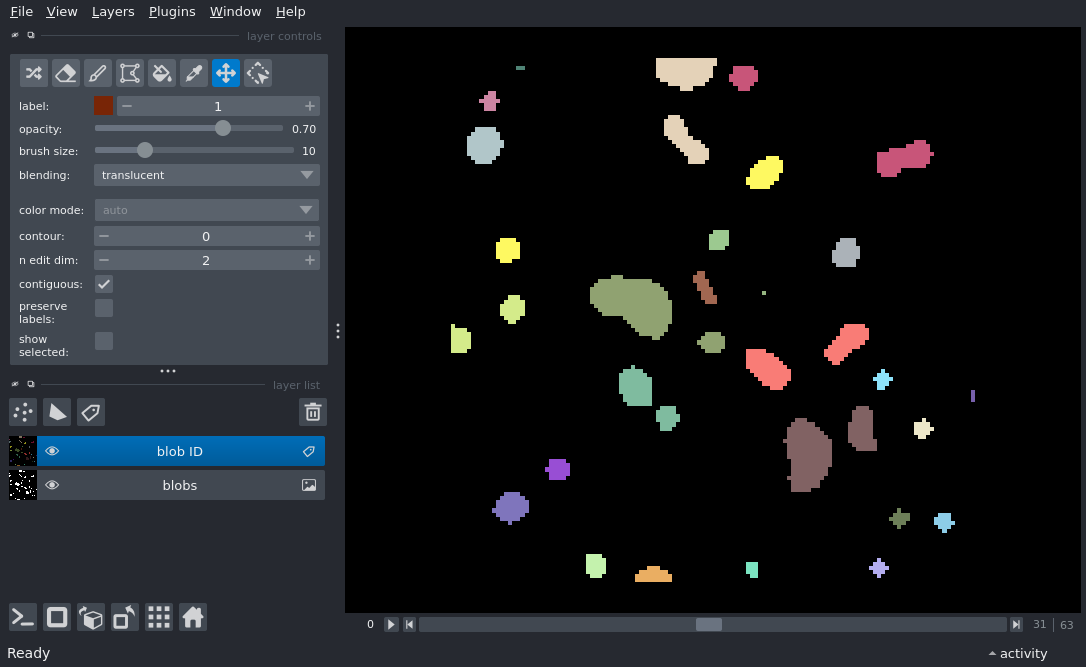 File View Layers Plugins Window Help
layer controls
label: 1
opacity: 0.70
brush size: 10
blending: translucent
color mode: auto
contour: 0
n edit dim: 2
contiguous:
preserve
labels:
show
selected:
layer list
blob ID
blobs
0 31 | 63
Ready activity